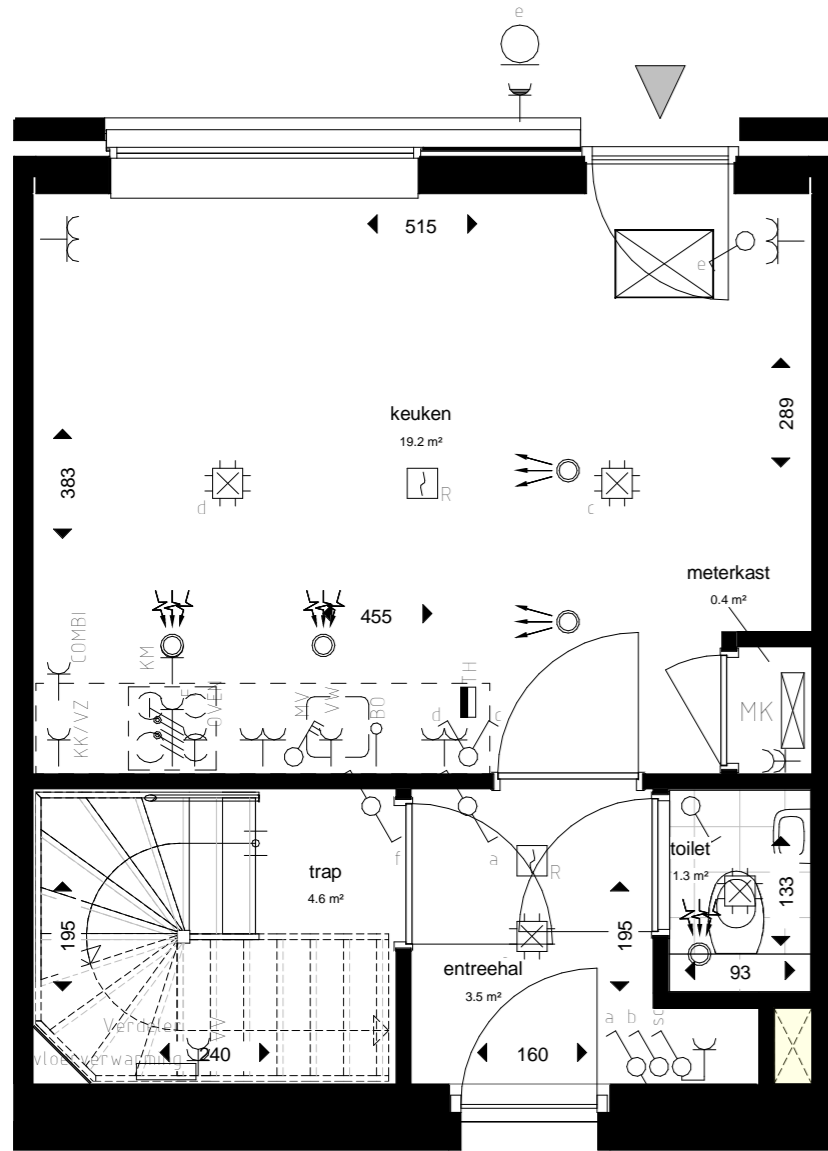 e
515
e
289
keuken
19.2 m²
383
d
R
c
meterkast
0.4 m²
455
COMBI
KM
TH
KK/VZ
OVEN
MV
VW
BO
d
c
MK
f
a
trap
4.6 m²
R
toilet
1.3 m²
133
195
195
entreehal
3.5 m²
93
a
b
sc
Verdeler
vloerverwarming
VV
240
160